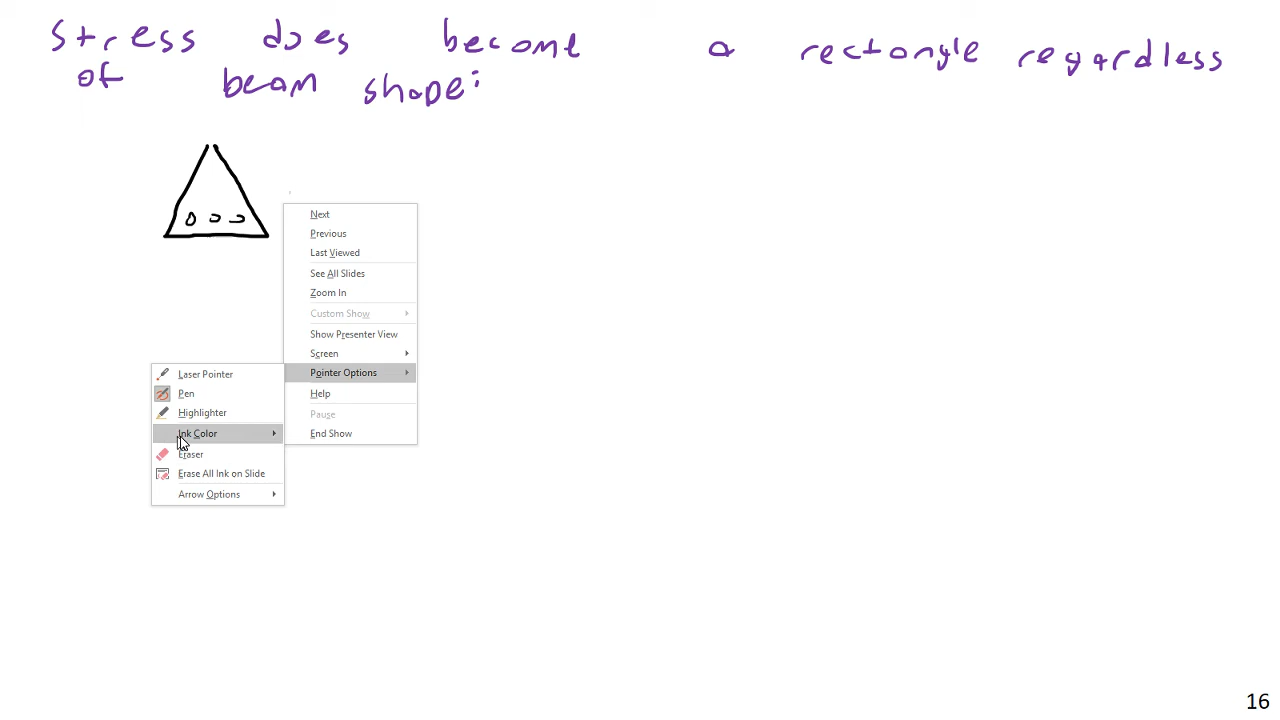 stress does become a rectangle regardless
of beam shape:
Next
Previous
Last Viewed
See All Slides
Zoom In
Custom Show
Show Presenter View
Screen
Pointer Options
Help
Pause
End Show
Laser Pointer
Pen
Highlighter
Ink Color
Eraser
Erase All Ink on Slide
Arrow Options
16